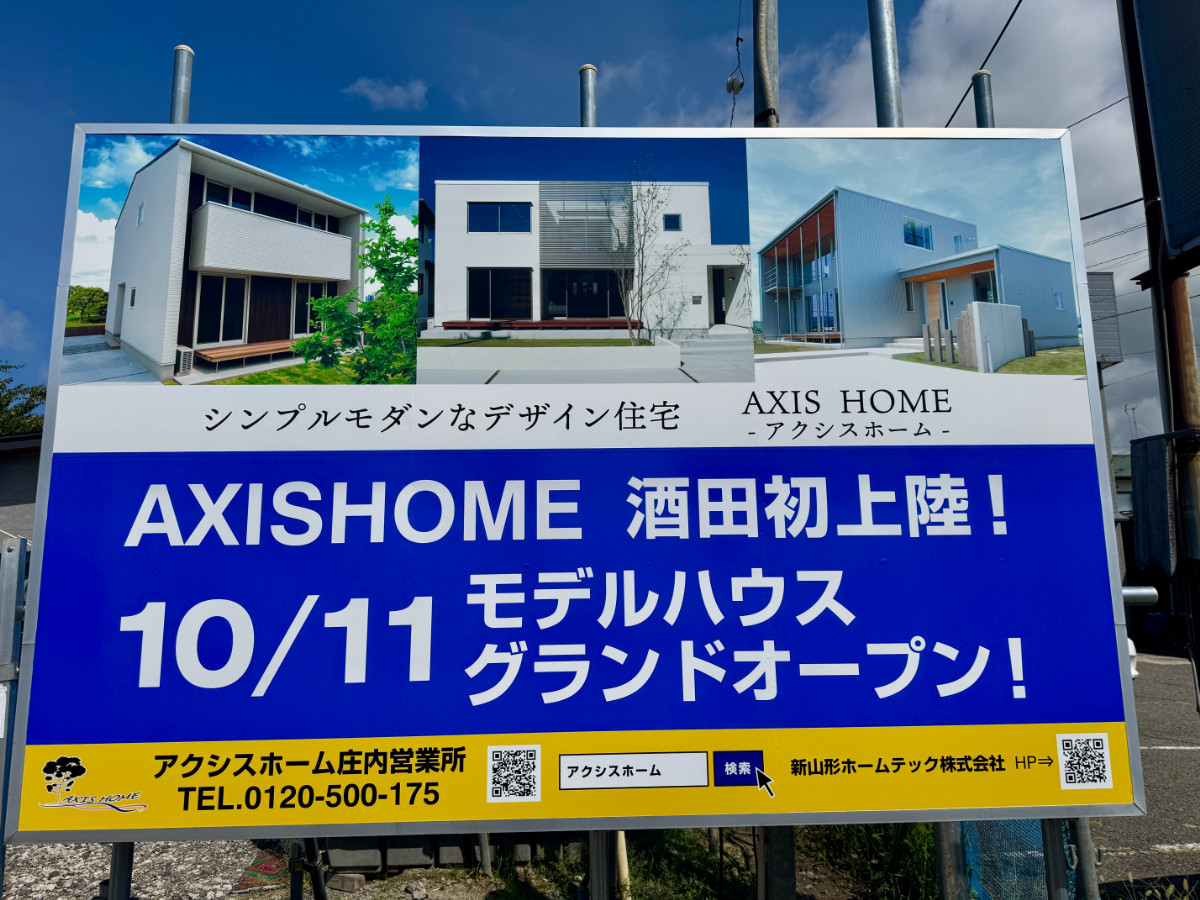 シンプルモダンなデザイン住宅
AXIS HOME
- アクシスホーム -
AXISHOME 酒田初上陸！
10/11
モデルハウス
グランドオープン！
アクシスホーム庄内営業所
TEL.0120-500-175
AXIS HOME
アクシスホーム
検索
新山形ホームテック株式会社 HP⇒